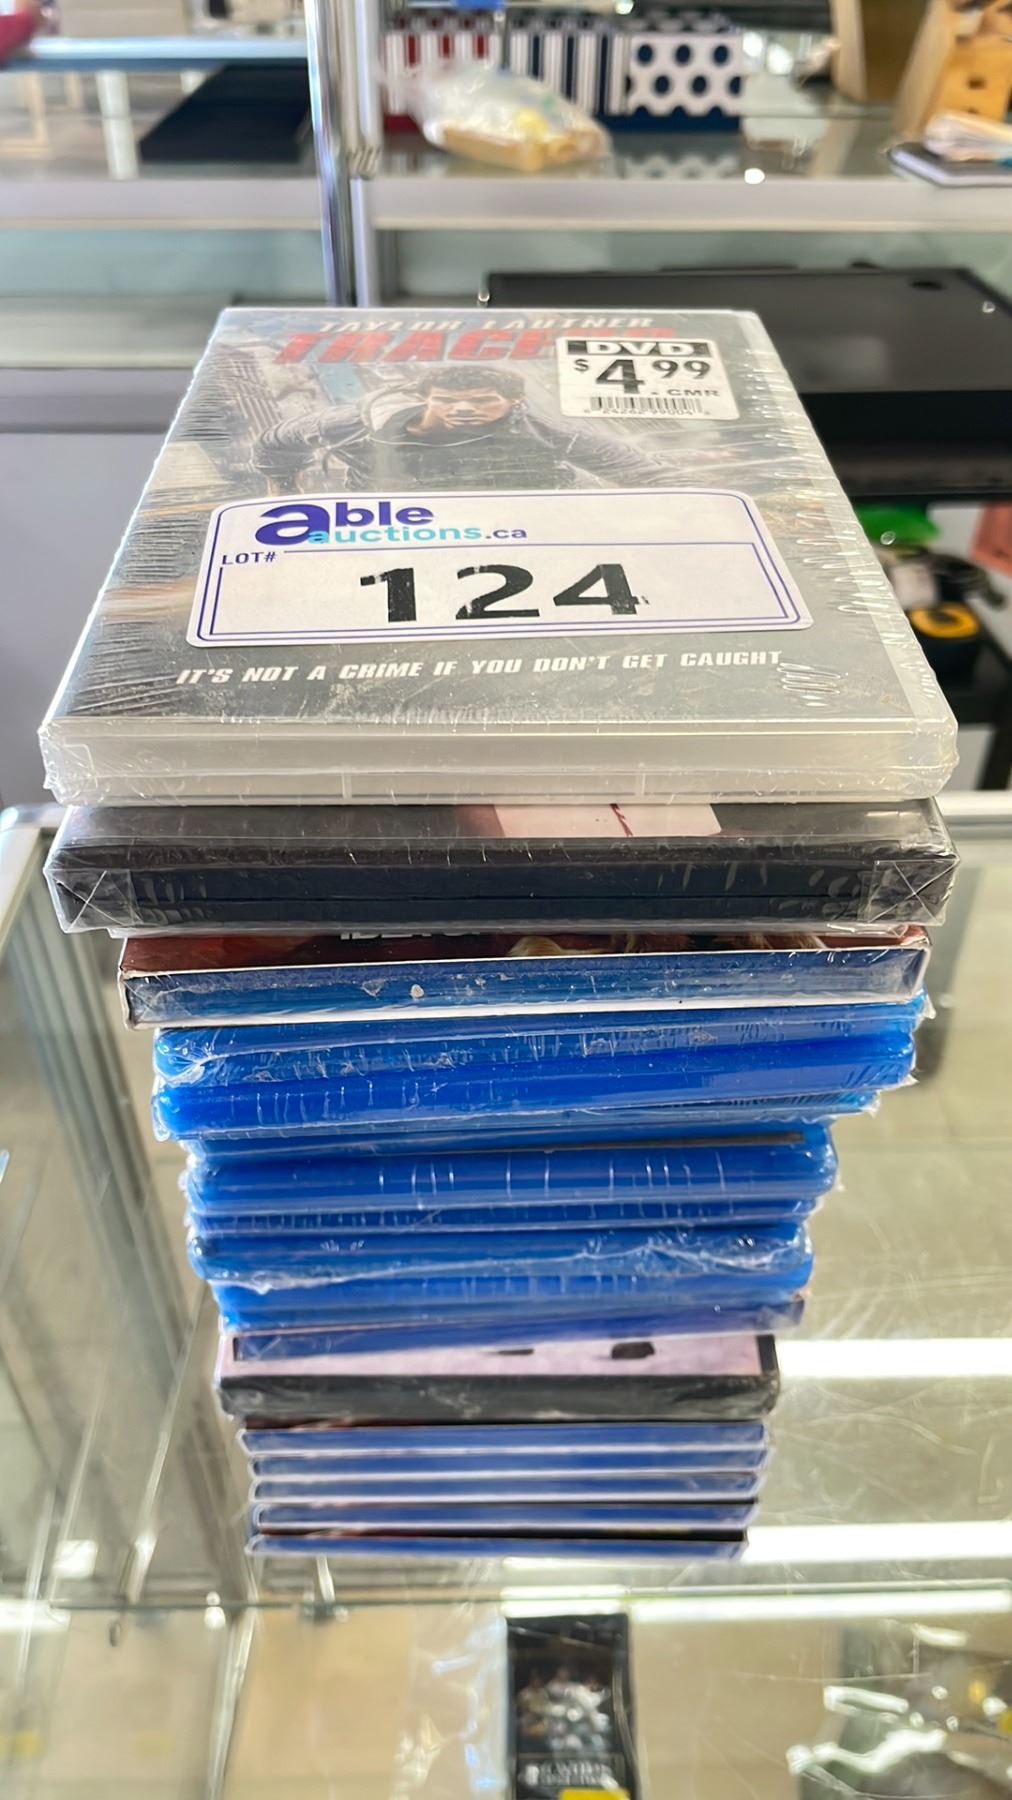 TAYLOR LAUTNER
TRACERS
DVD
$4.99
CMR
able
auctions.ca
LOT#
124
IT'S NOT A CRIME IF YOU DON'T GET CAUGHT